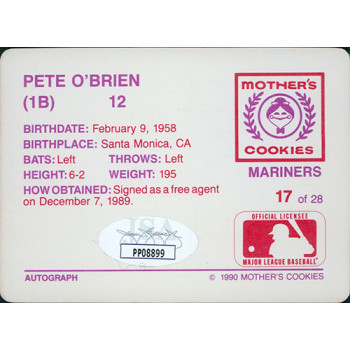 PETE O'BRIEN
(1B) 12
BIRTHDATE: February 9, 1958
BIRTHPLACE: Santa Monica, CA
BATS: Left THROWS: Left
HEIGHT: 6-2 WEIGHT: 195
HOW OBTAINED: Signed as a free agent
on December 7, 1989.
MOTHER'S
COOKIES
MARINERS
17 of 28
OFFICIAL LICENSEE
MAJOR LEAGUE BASEBALL
PP08899
AUTOGRAPH
© 1990 MOTHER'S COOKIES